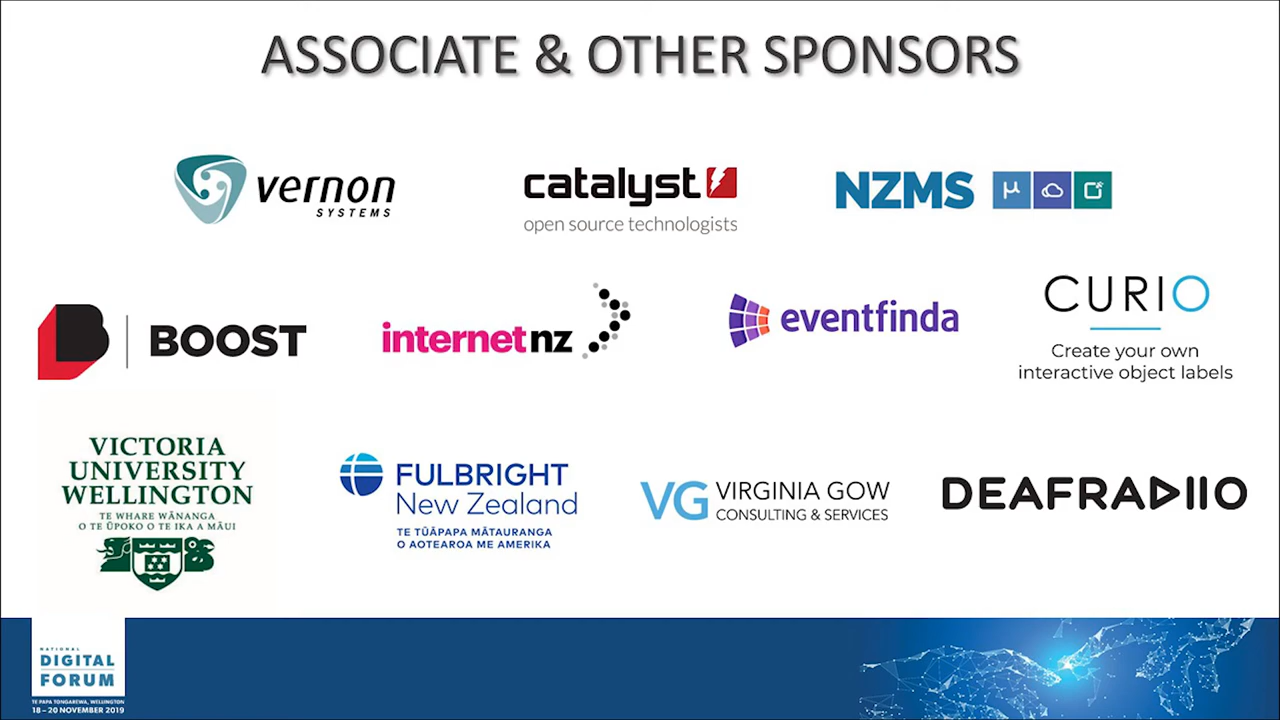 ASSOCIATE & OTHER SPONSORS
vernon
SYSTEMS
catalyst
open source technologists
NZMS
µ
B
BOOST
internetnz
eventfinda
CURIO
Create your own
interactive object labels
VICTORIA
UNIVERSITY
WELLINGTON
TE WHARE WĀNANGA
O TE ŪPOKO O TE IKA A MĀUI
FULBRIGHT
New Zealand
TE TŪĀPAPA MĀTAURANGA
O AOTEAROA ME AMERIKA
VG
VIRGINIA GOW
CONSULTING & SERVICES
DEAFRADIO
NATIONAL
DIGITAL
FORUM
TE PAPA TONGAREWA, WELLINGTON
18 – 20 NOVEMBER 2019